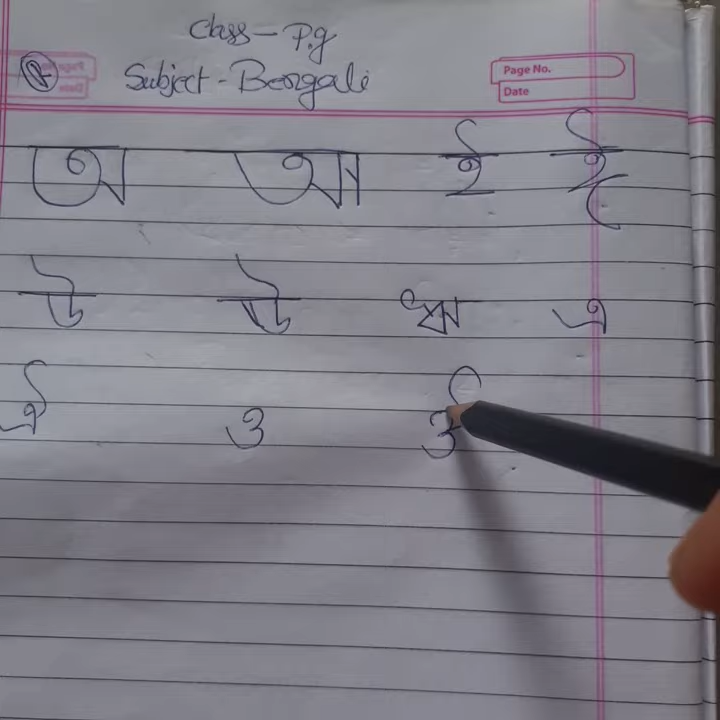 Class - P.g
Subject - Bengali
Page No.
Date
অ আ ই ঈ
উ ঊ ঋ এ
ঐ ও ঔ